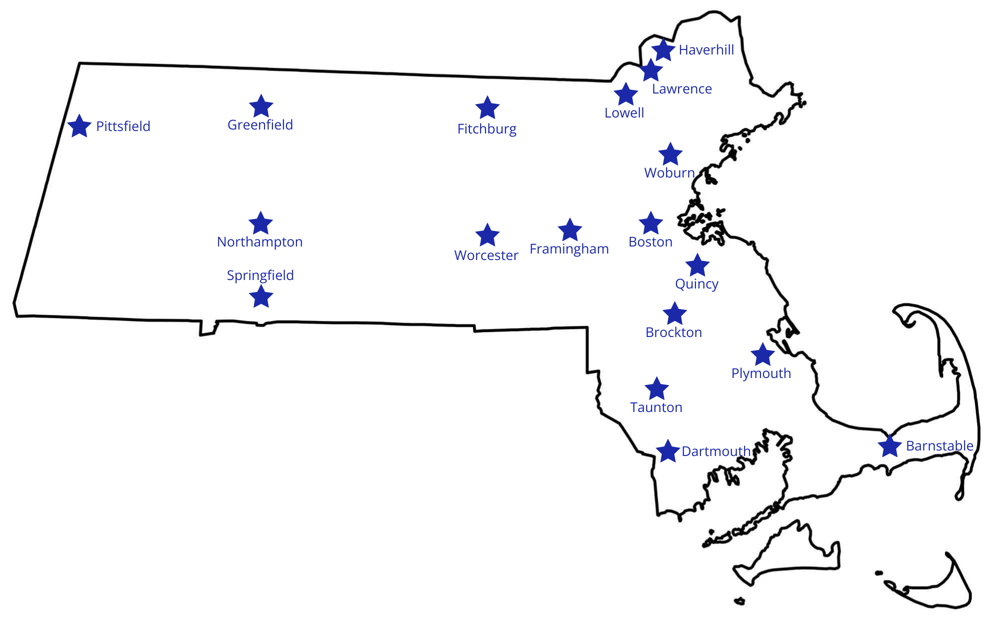 Haverhill
Lawrence
Lowell
Pittsfield
Greenfield
Fitchburg
Woburn
Northampton
Worcester
Framingham
Boston
Springfield
Quincy
Brockton
Plymouth
Taunton
Dartmouth
Barnstable